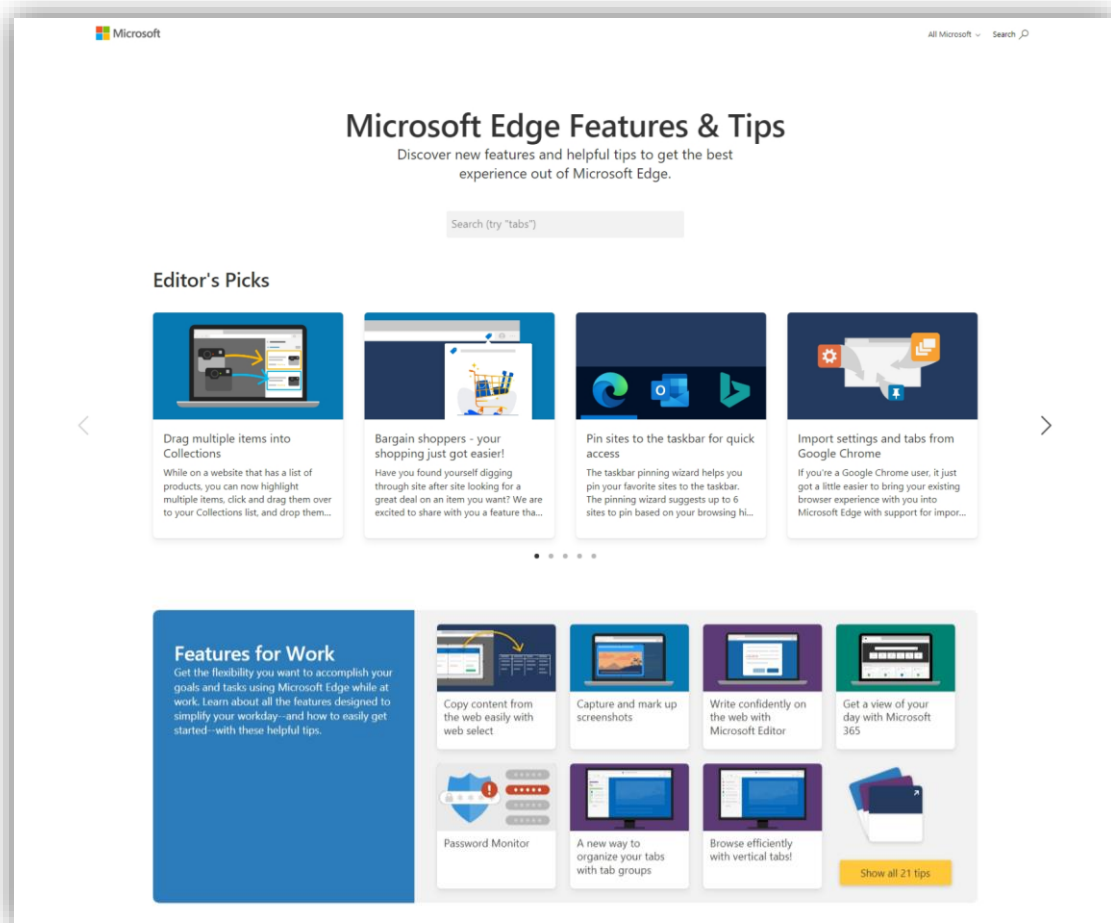 Microsoft
All Microsoft
Search
Microsoft Edge Features & Tips
Discover new features and helpful tips to get the best
experience out of Microsoft Edge.
Search (try "tabs")
Editor's Picks
Drag multiple items into
Collections
While on a website that has a list of
products, you can now highlight
multiple items, click and drag them over
to your Collections list, and drop them...
Bargain shoppers - your
shopping just got easier!
Have you found yourself digging
through site after site looking for a
great deal on an item you want? We are
excited to share with you a feature tha...
Pin sites to the taskbar for quick
access
The taskbar pinning wizard helps you
pin your favorite sites to the taskbar.
The pinning wizard suggests up to 6
sites to pin based on your browsing hi...
Import settings and tabs from
Google Chrome
If you're a Google Chrome user, it just
got a little easier to bring your existing
browser experience with you into
Microsoft Edge with support for impor...
Features for Work
Get the flexibility you want to accomplish your
goals and tasks using Microsoft Edge while at
work. Learn about all the features designed to
simplify your workday--and how to easily get
started--with these helpful tips.
Copy content from
the web easily with
web select
Capture and mark up
screenshots
Write confidently on
the web with
Microsoft Editor
Get a view of your
day with Microsoft
365
Password Monitor
A new way to
organize your tabs
with tab groups
Browse efficiently
with vertical tabs!
Show all 21 tips